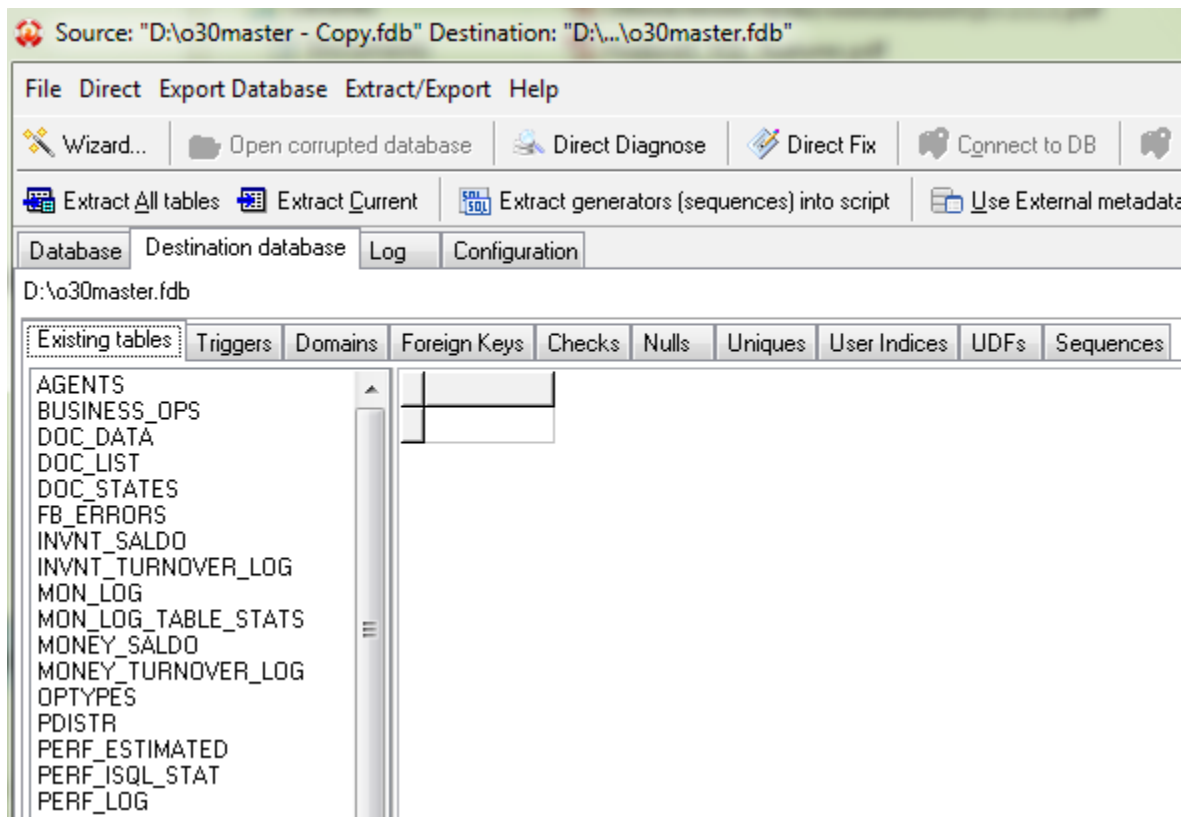 Source: "D:\o30master - Copy.fdb" Destination: "D:\...\o30master.fdb"
File Direct Export Database Extract/Export Help
Wizard... Open corrupted database Direct Diagnose Direct Fix Connect to DB
Extract All tables Extract Current Extract generators (sequences) into script Use External metadata
Database Destination database Log Configuration
D:\o30master.fdb
Existing tables Triggers Domains Foreign Keys Checks Nulls Uniques User Indices UDFs Sequences
AGENTS
BUSINESS_OPS
DOC_DATA
DOC_LIST
DOC_STATES
FB_ERRORS
INVNT_SALDO
INVNT_TURNOVER_LOG
MON_LOG
MON_LOG_TABLE_STATS
MONEY_SALDO
MONEY_TURNOVER_LOG
OPTYPES
PDISTR
PERF_ESTIMATED
PERF_ISQL_STAT
PERF_LOG